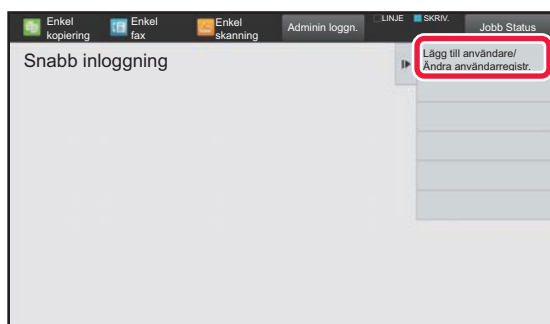 Enkel kopiering
Enkel fax
Enkel skanning
Adminin loggn.
LINJE
SKRIV.
Jobb Status
Snabb inloggning
Lägg till användare/
Ändra användarregistr.